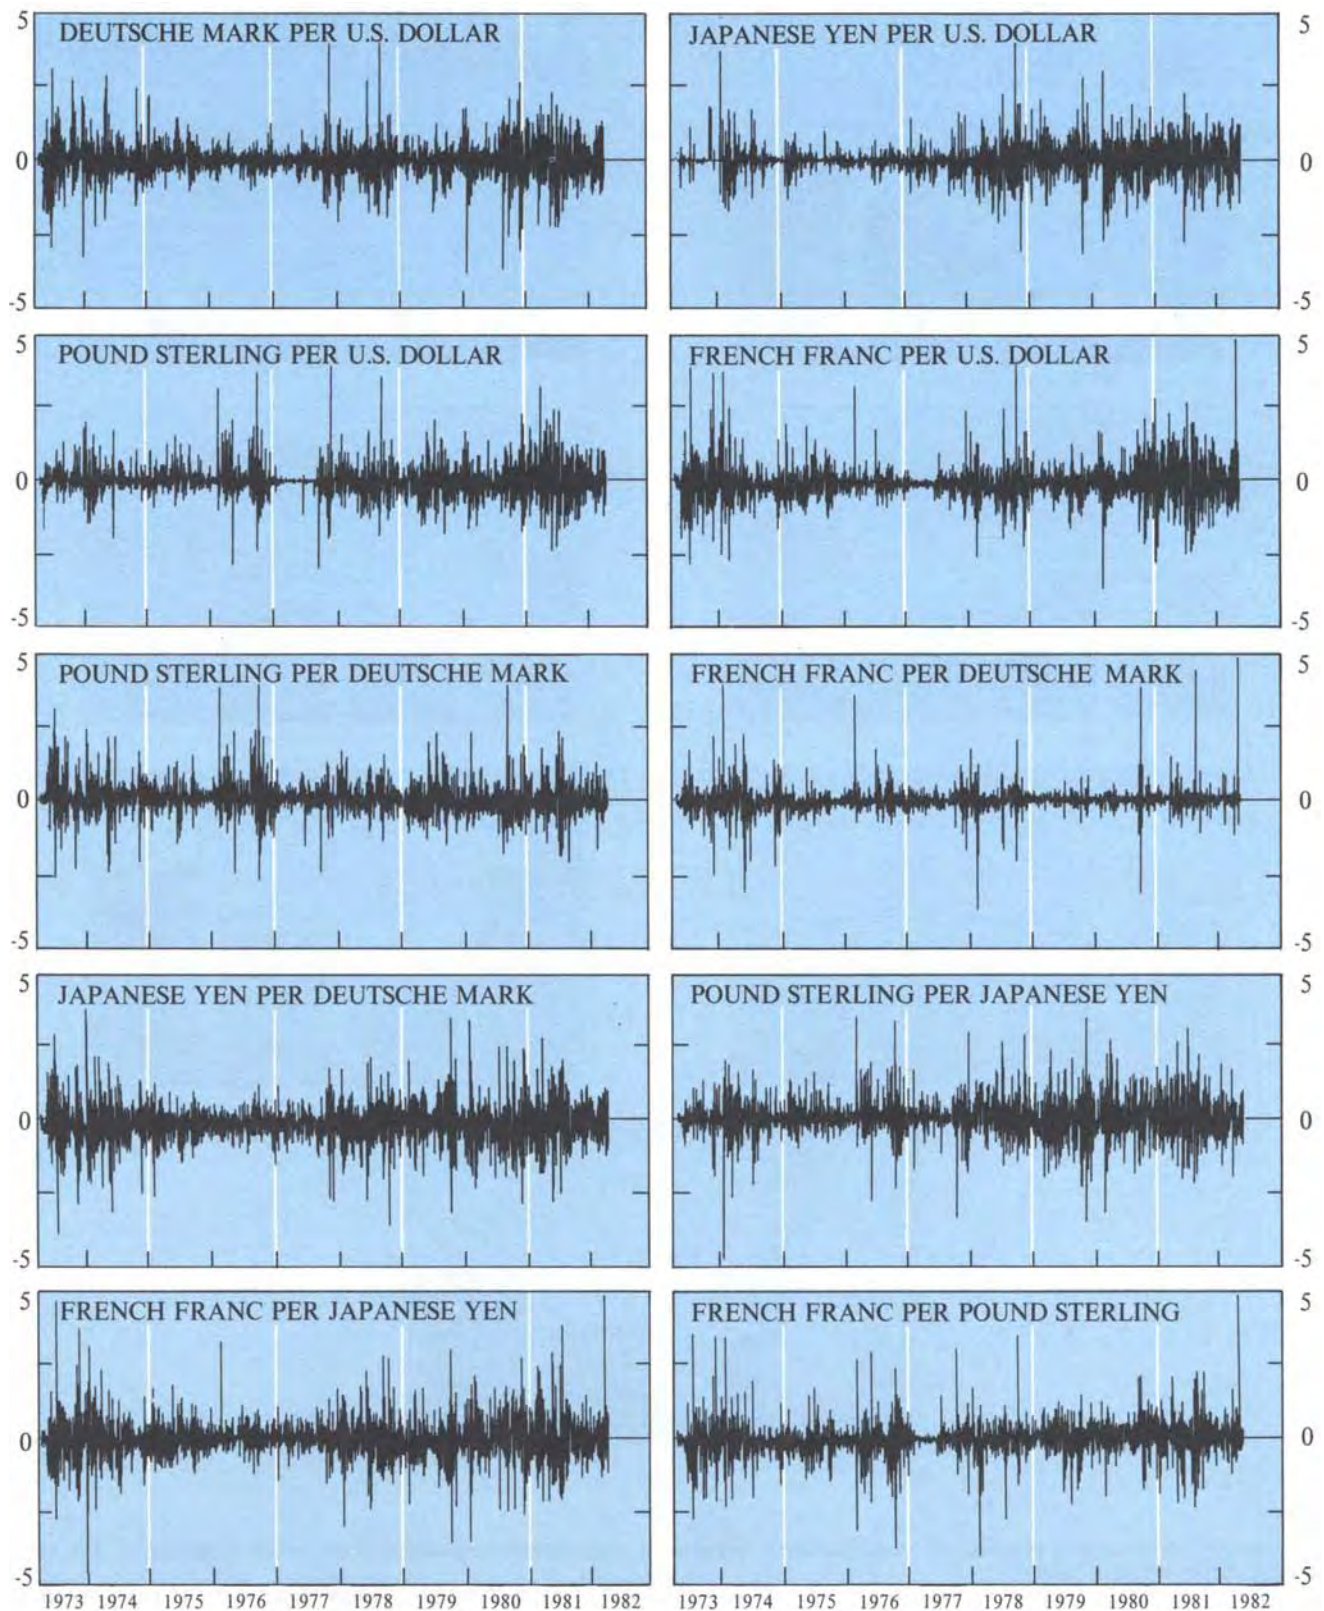 DEUTSCHE MARK PER U.S. DOLLAR
JAPANESE YEN PER U.S. DOLLAR
5
0
-5
5
0
-5
POUND STERLING PER U.S. DOLLAR
FRENCH FRANC PER U.S. DOLLAR
5
0
-5
5
0
-5
POUND STERLING PER DEUTSCHE MARK
FRENCH FRANC PER DEUTSCHE MARK
5
0
-5
5
0
-5
JAPANESE YEN PER DEUTSCHE MARK
POUND STERLING PER JAPANESE YEN
5
0
-5
5
0
-5
FRENCH FRANC PER JAPANESE YEN
FRENCH FRANC PER POUND STERLING
5
0
-5
5
0
-5
1973 1974 1975 1976 1977 1978 1979 1980 1981 1982
1973 1974 1975 1976 1977 1978 1979 1980 1981 1982